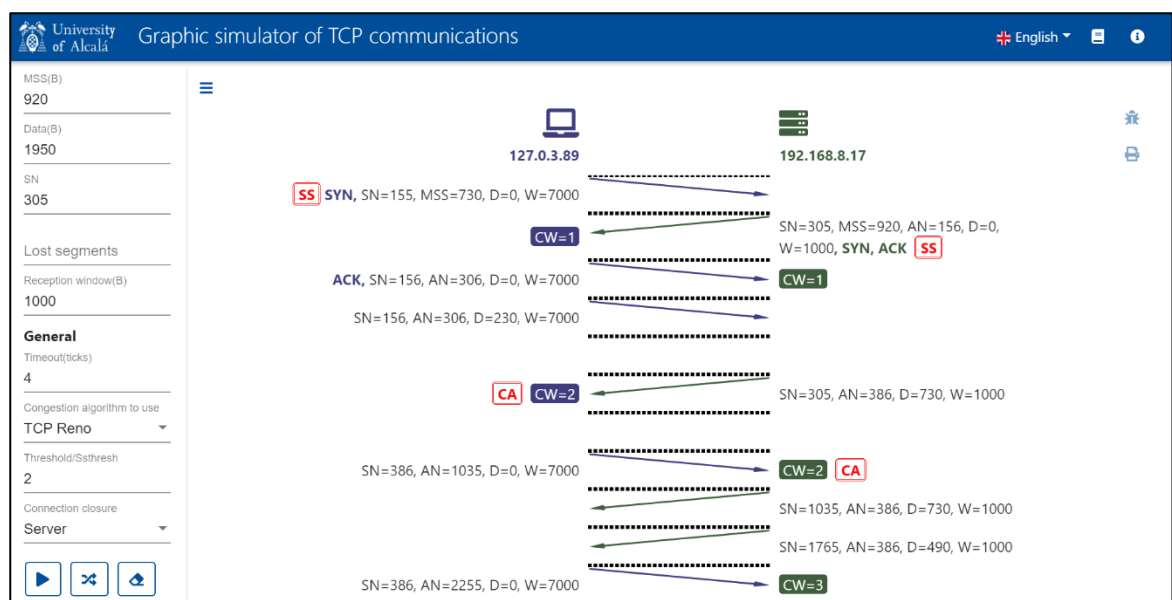 University
of Alcalá
Graphic simulator of TCP communications
English
MSS(B)
920
Data(B)
1950
SN
305
Lost segments
Reception window(B)
1000
General
Timeout(ticks)
4
Congestion algorithm to use
TCP Reno
Threshold/Ssthresh
2
Connection closure
Server
127.0.3.89
192.168.8.17
SS SYN, SN=155, MSS=730, D=0, W=7000
SN=305, MSS=920, AN=156, D=0,
W=1000, SYN, ACK SS
CW=1
ACK, SN=156, AN=306, D=0, W=7000
CW=1
SN=156, AN=306, D=230, W=7000
CA CW=2
SN=305, AN=386, D=730, W=1000
SN=386, AN=1035, D=0, W=7000
CW=2 CA
SN=1035, AN=386, D=730, W=1000
SN=1765, AN=386, D=490, W=1000
SN=386, AN=2255, D=0, W=7000
CW=3